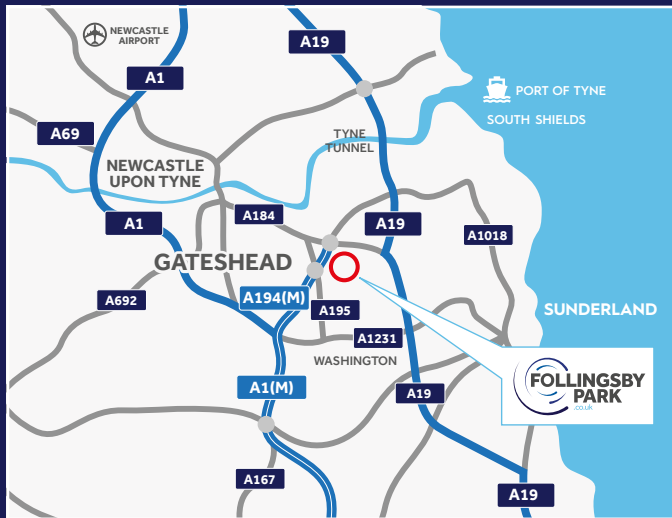 NEWCASTLE
AIRPORT
A19
A1
PORT OF TYNE
SOUTH SHIELDS
A69
TYNE
TUNNEL
NEWCASTLE
UPON TYNE
A184
A1
A19
A1018
GATESHEAD
A692
A194(M)
A195
SUNDERLAND
A1231
WASHINGTON
A1(M)
A19
FOLLINGSBY
PARK
.co.uk
A167
A19